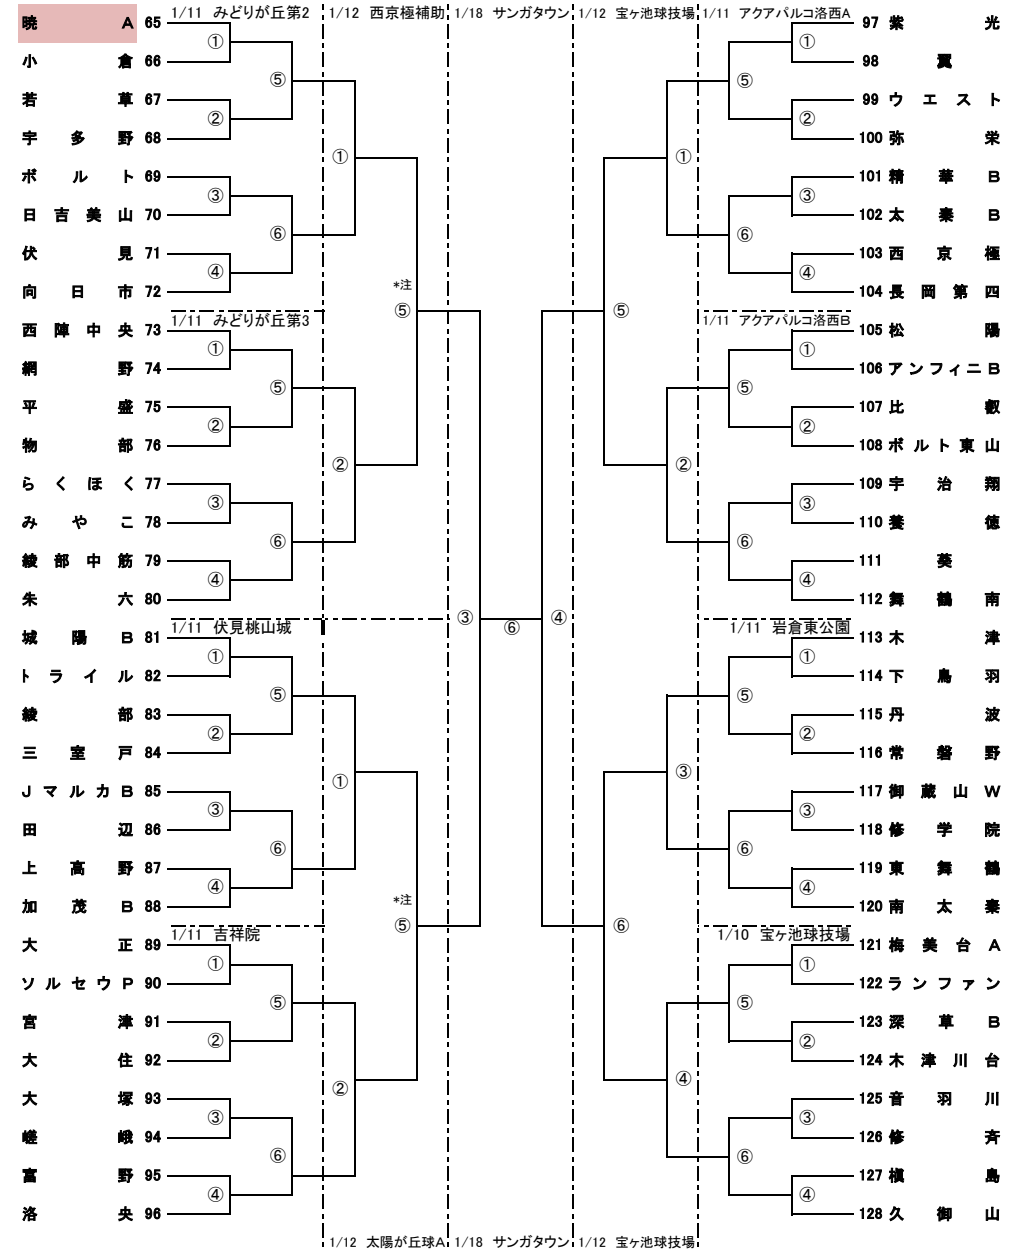 1/11 みどりが丘第2 1/12 西京極補助 1/18 サンガタウン 1/12 宝ヶ池球技場 1/11 アクアパルコ洛西A
暁 A 65
小 倉 66
①
⑤
若 草 67
宇 多 野 68
②
①
ボ ル ト 69
日 吉 美 山 70
③
⑥
伏 見 71
向 日 市 72
④
*注
⑤
1/11 みどりが丘第3
西 陣 中 央 73
網 野 74
①
⑤
平 盛 75
物 部 76
②
②
ら く ほ く 77
み や こ 78
③
⑥
綾 部 中 筋 79
朱 六 80
④
③
⑥
④
1/11 伏見桃山城
城 陽 B 81
ト ラ イ ル 82
①
⑤
綾 部 83
三 室 戸 84
②
①
J マ ル カ B 85
田 辺 86
③
⑥
上 高 野 87
加 茂 B 88
④
*注
⑤
1/11 吉祥院
大 正 89
ソ ル セ ウ P 90
①
⑤
宮 津 91
大 住 92
②
②
大 塚 93
嵯 峨 94
③
⑥
富 野 95
洛 央 96
④
97 紫 光
98 翼
①
⑤
99 ウ エ ス ト
100 弥 栄
②
①
101 精 華 B
102 太 秦 B
③
⑥
103 西 京 極
104 長 岡 第 四
④
⑤
1/11 アクアパルコ洛西B
105 松 陽
106 ア ン フ ィ ニ B
①
⑤
107 比 叡
108 ボ ル ト 東 山
②
②
109 宇 治 翔
110 養 徳
③
⑥
111 葵
112 舞 鶴 南
④
1/11 岩倉東公園
113 木 津
114 下 鳥 羽
①
⑤
115 丹 波
116 常 磐 野
②
③
117 御 蔵 山 W
118 修 学 院
③
⑥
119 東 舞 鶴
120 南 太 秦
④
⑥
1/10 宝ヶ池球技場
121 梅 美 台 A
122 ラ ン フ ァ ン
①
⑤
123 深 草 B
124 木 津 川 台
②
④
125 音 羽 川
126 修 斉
③
⑥
127 槇 島
128 久 御 山
④
1/12 太陽が丘球A 1/18 サンガタウン 1/12 宝ヶ池球技場